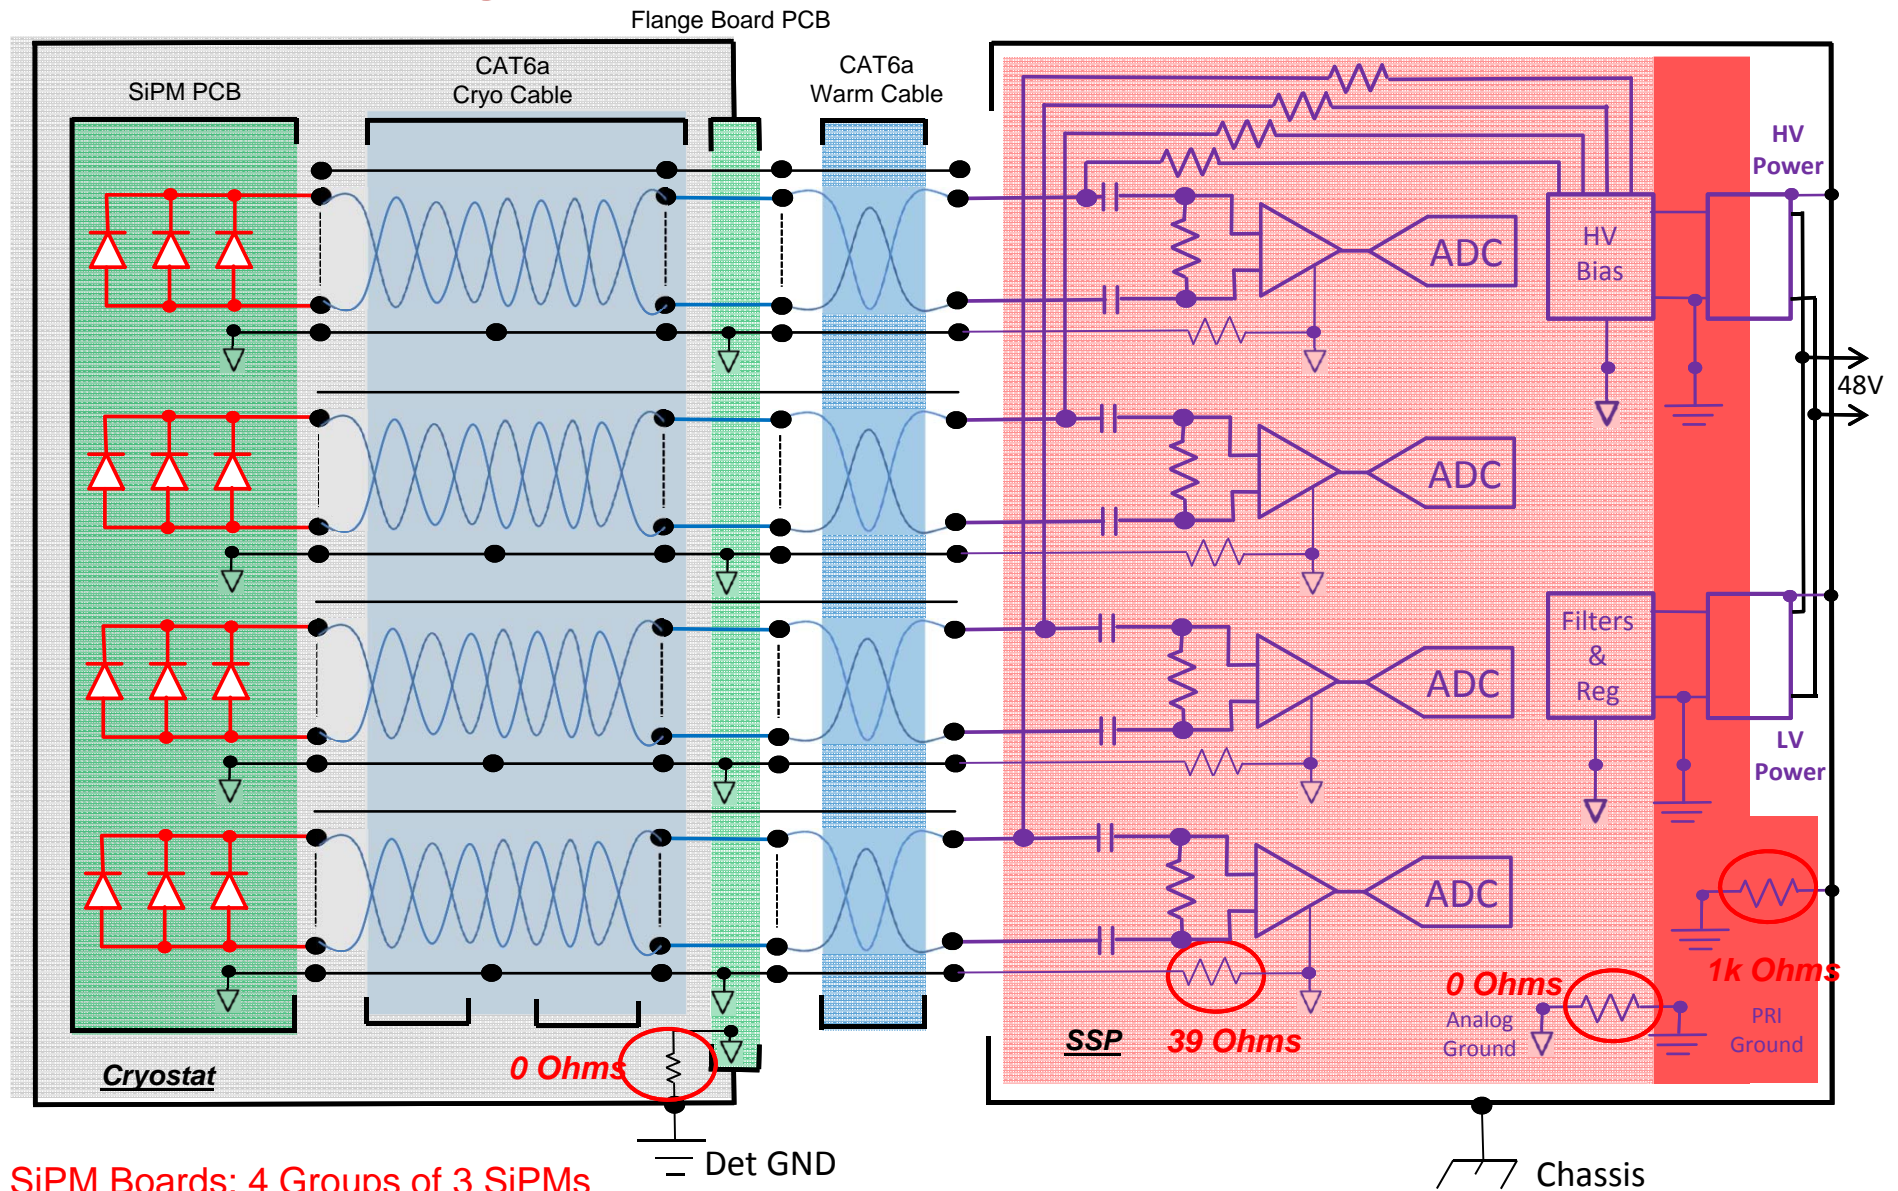 Flange Board PCB
SiPM PCB
CAT6a
Cryo Cable
CAT6a
Warm Cable
HV
Power
ADC
HV
Bias
48V
ADC
ADC
Filters
&
Reg
LV
Power
ADC
0 Ohms
1k Ohms
Analog
Ground
PRI
Ground
SSP
39 Ohms
Cryostat
0 Ohms
Det GND
Chassis
SiPM Boards: 4 Groups of 3 SiPMs